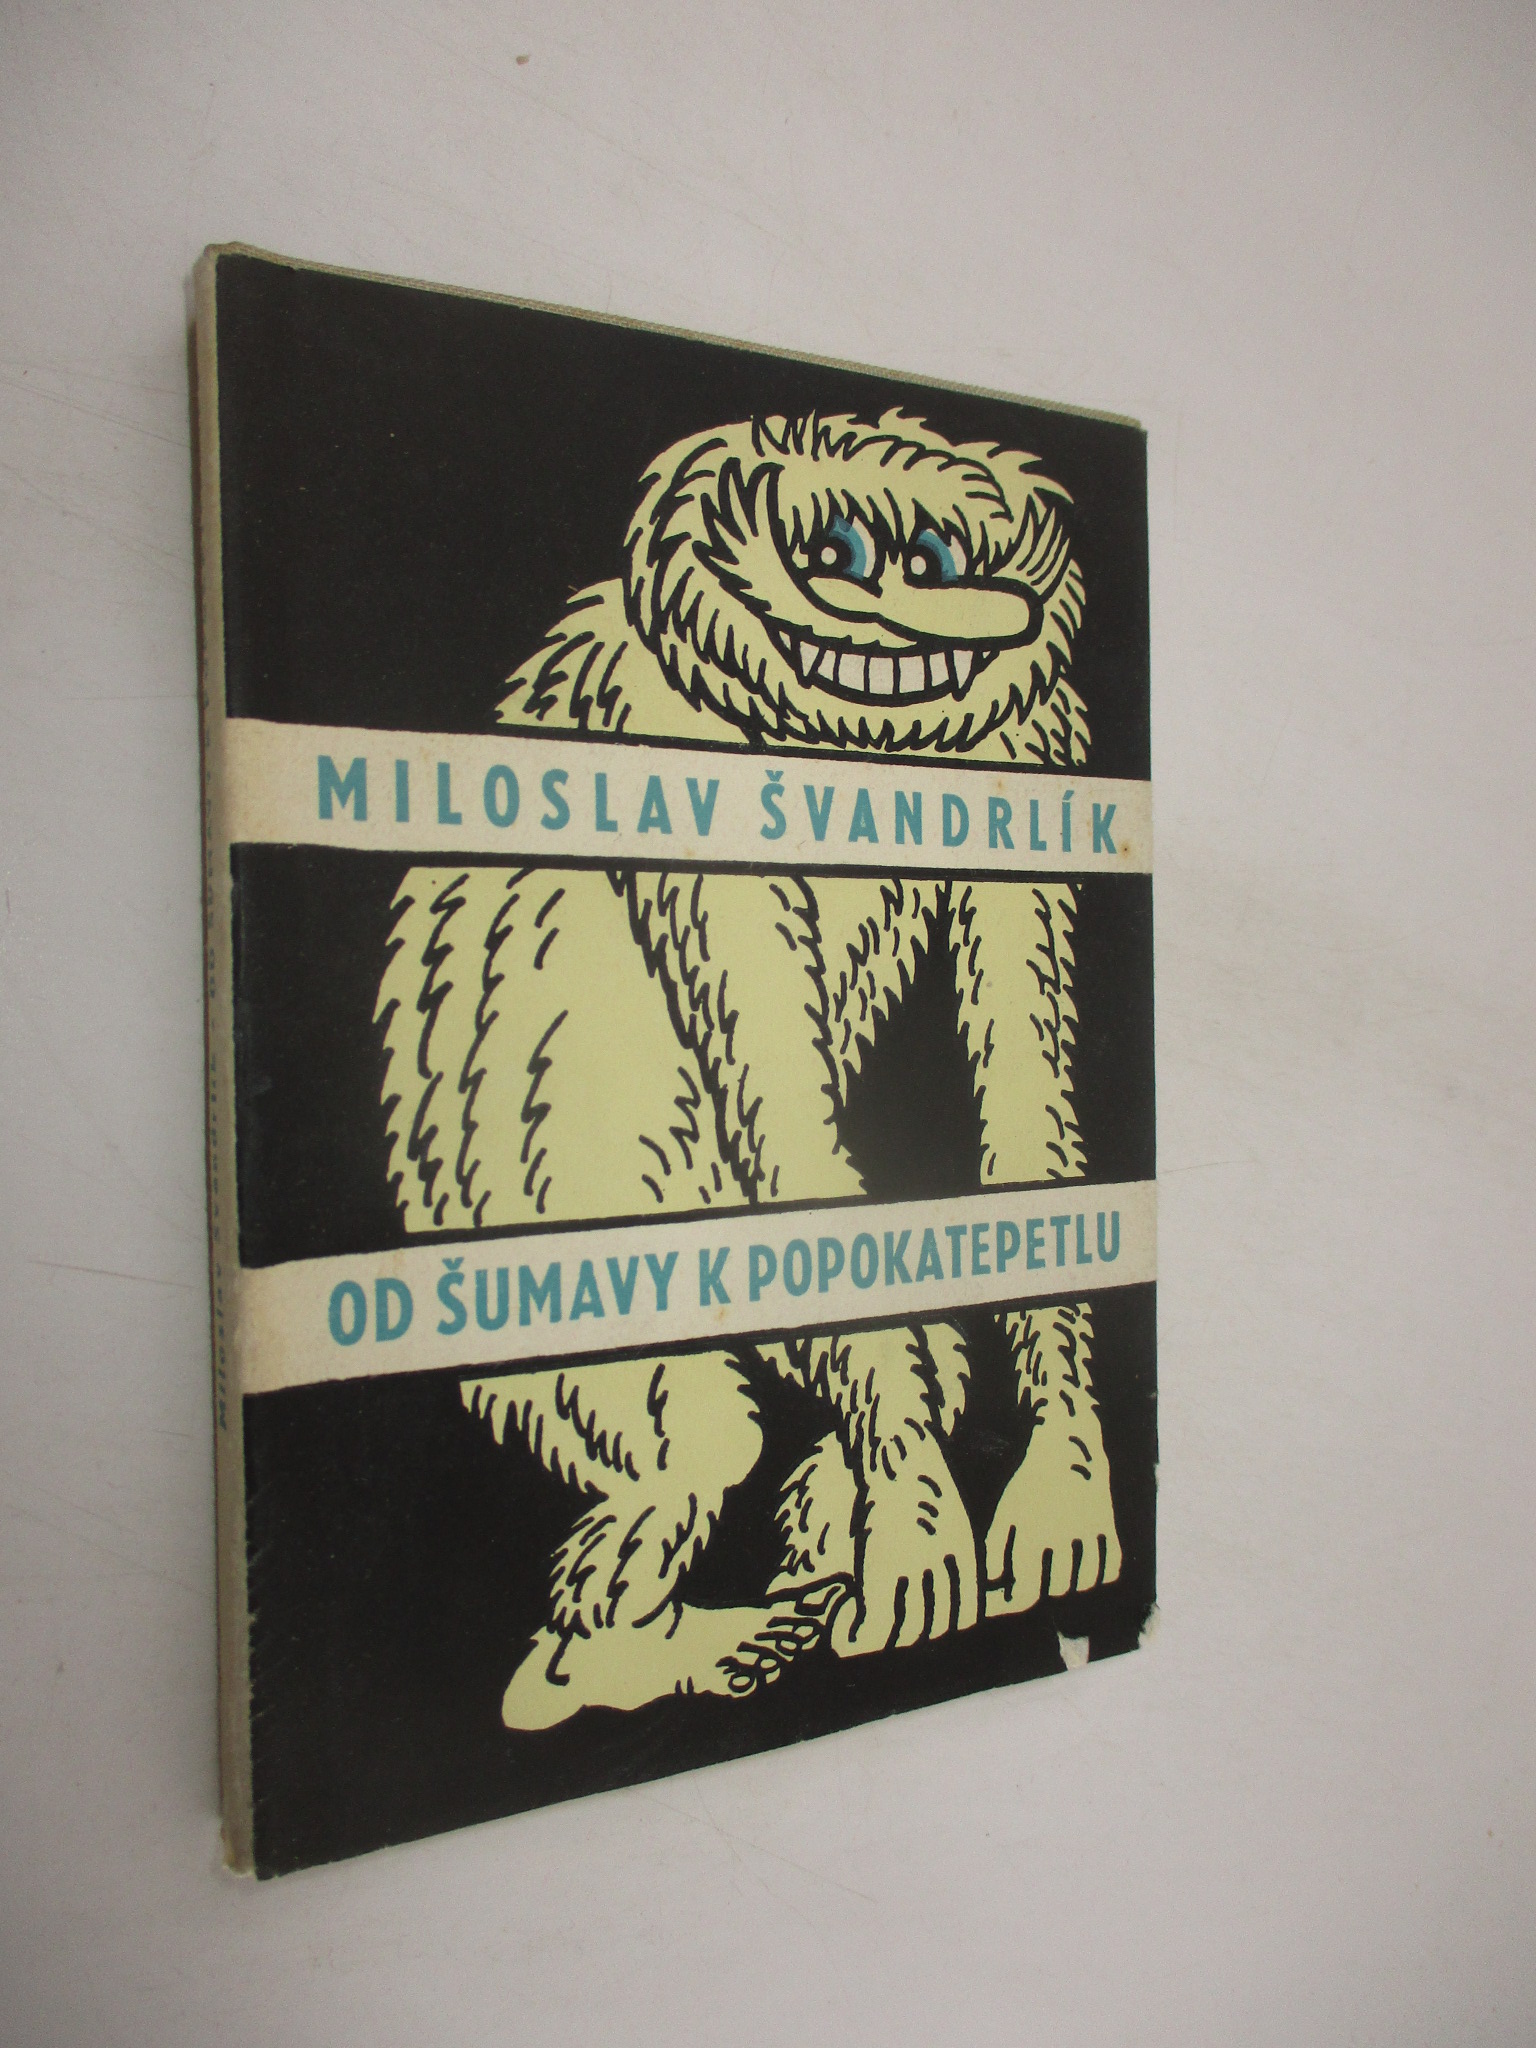 MILOSLAV ŠVANDRLÍK
OD ŠUMAVY K POPOKATEPETLU